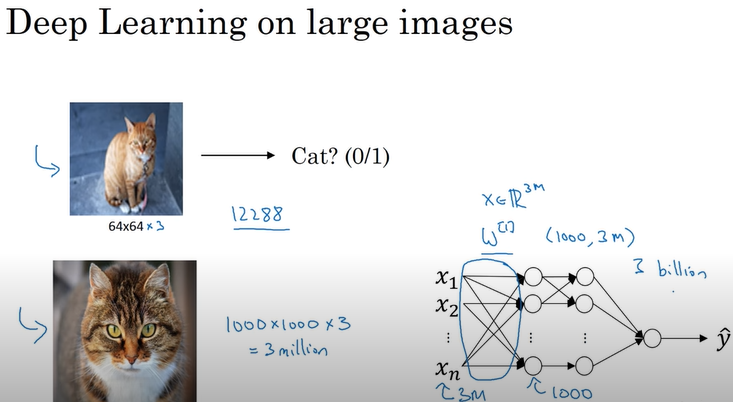 Deep Learning on large images
Cat? (0/1)
64x64 ×3
12288
1000×1000×3
= 3 million
x∈ℝ³ᴹ
W^[1] (1000, 3M)
3 billion
x₁
x₂
⋮ ⋮ ⋮
xₙ
ŷ
3M
1000